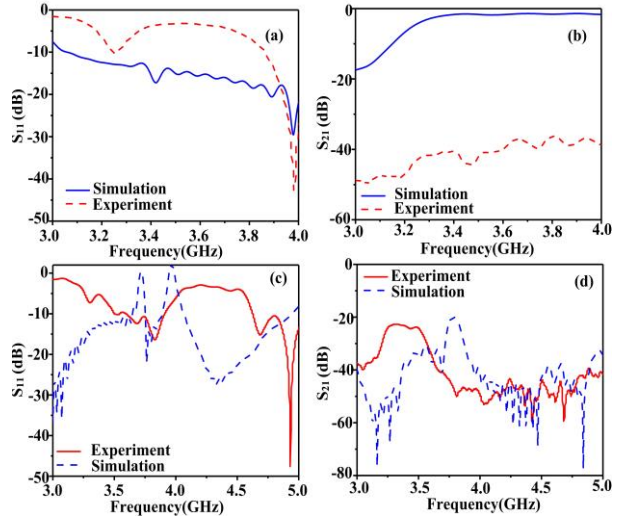 (a)
0
-10
-20
-30
-40
-50
S11 (dB)
Simulation
Experiment
3.0 3.2 3.4 3.6 3.8 4.0
Frequency(GHz)
(b)
0
-20
-40
-60
S21 (dB)
Simulation
Experiment
3.0 3.2 3.4 3.6 3.8 4.0
Frequency(GHz)
(c)
0
-10
-20
-30
-40
-50
S11 (dB)
Experiment
Simulation
3.0 3.5 4.0 4.5 5.0
Frequency(GHz)
(d)
0
-20
-40
-60
-80
S21 (dB)
Experiment
Simulation
3.0 3.5 4.0 4.5 5.0
Frequency(GHz)